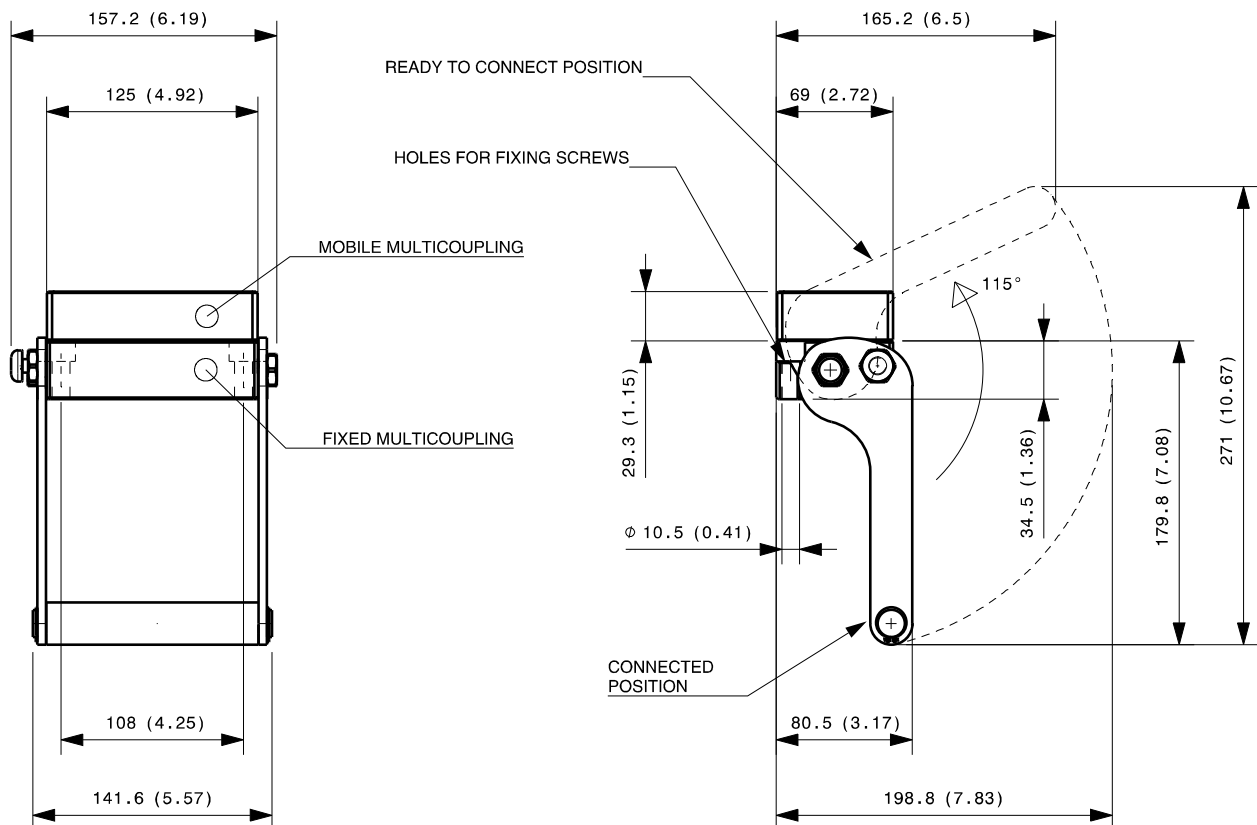 157.2 (6.19)
165.2 (6.5)
READY TO CONNECT POSITION
125 (4.92)
69 (2.72)
HOLES FOR FIXING SCREWS
MOBILE MULTICOUPLING
115°
29.3 (1.15)
34.5 (1.36)
179.8 (7.08)
271 (10.67)
FIXED MULTICOUPLING
Φ 10.5 (0.41)
CONNECTED
POSITION
108 (4.25)
80.5 (3.17)
141.6 (5.57)
198.8 (7.83)